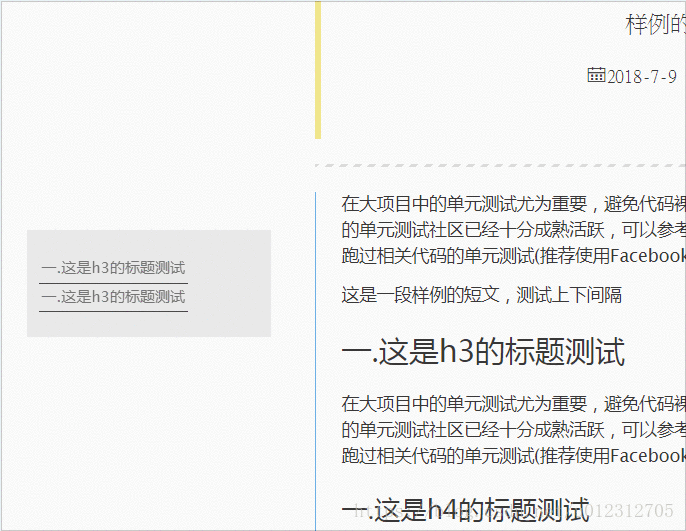 样例的
2018-7-9
一.这是h3的标题测试
一.这是h3的标题测试
在大项目中的单元测试尤为重要，避免代码裸
的单元测试社区已经十分成熟活跃，可以参考
跑过相关代码的单元测试(推荐使用Facebook
这是一段样例的短文，测试上下间隔
一.这是h3的标题测试
在大项目中的单元测试尤为重要，避免代码裸
的单元测试社区已经十分成熟活跃，可以参考
跑过相关代码的单元测试(推荐使用Facebook
一.这是h4的标题测试